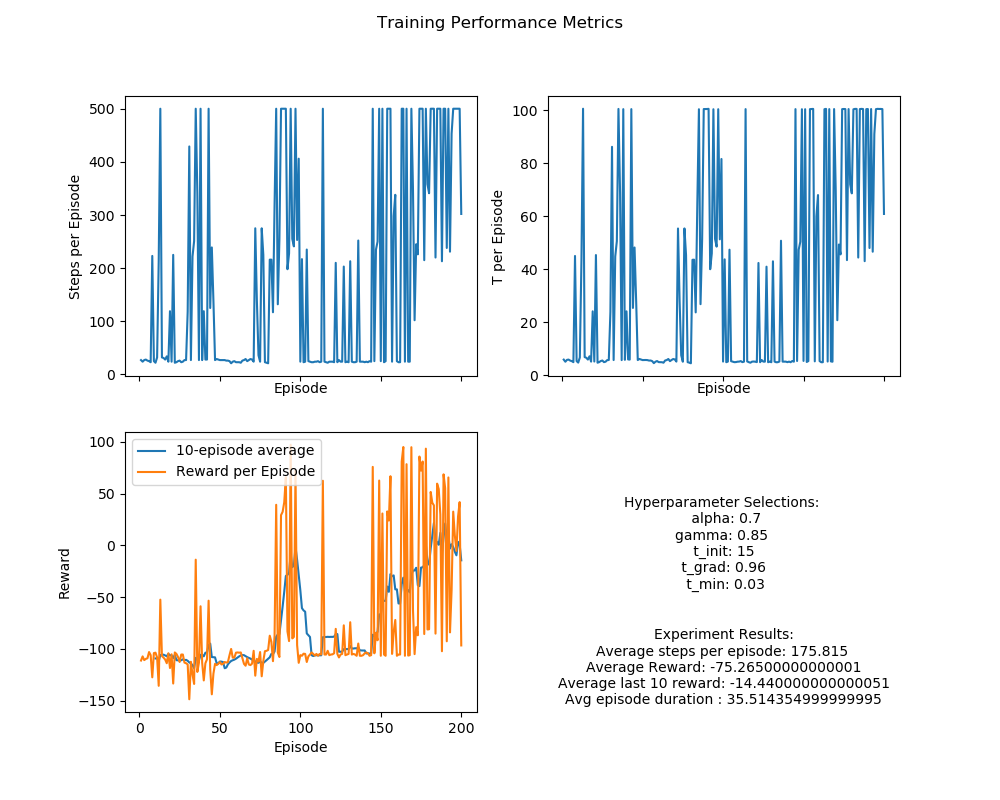 Training Performance Metrics
500
400
300
200
100
0
Steps per Episode
Episode
100
80
60
40
20
0
T per Episode
Episode
100
50
0
−50
−100
−150
Reward
10-episode average
Reward per Episode
0 50 100 150 200
Episode
Hyperparameter Selections:
alpha: 0.7
gamma: 0.85
t_init: 15
t_grad: 0.96
t_min: 0.03
Experiment Results:
Average steps per episode: 175.815
Average Reward: -75.26500000000001
Average last 10 reward: -14.440000000000051
Avg episode duration : 35.514354999999995